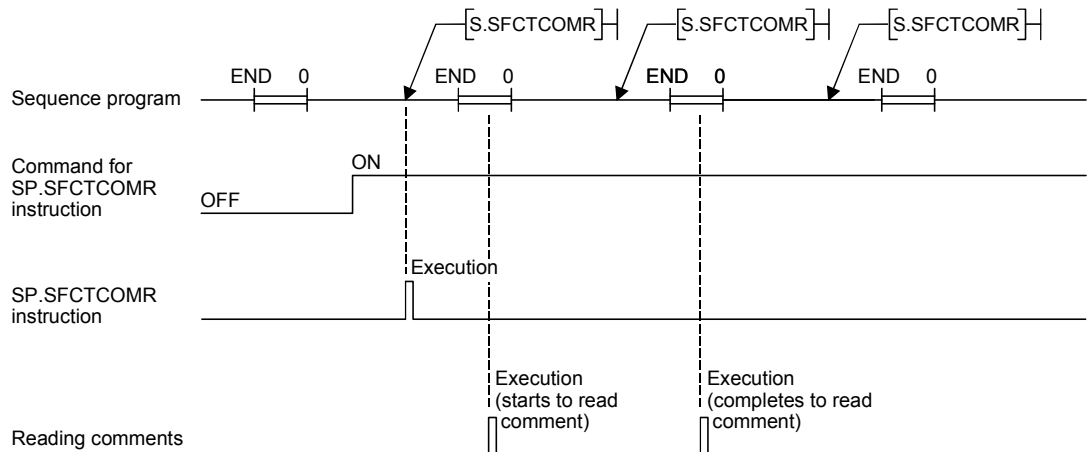 [S.SFCTCOMR] [S.SFCTCOMR] [S.SFCTCOMR]
END 0 END 0 END 0 END 0
Sequence program
Command for
SP.SFCTCOMR
instruction
ON
OFF
Execution
SP.SFCTCOMR
instruction
Execution
(starts to read
comment)
Execution
(completes to read
comment)
Reading comments